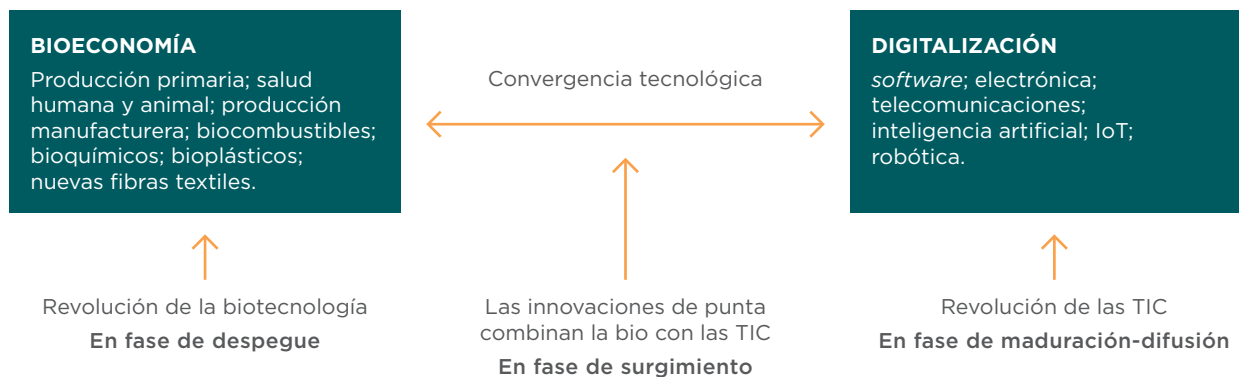 BIOECONOMÍA
Producción primaria; salud
humana y animal; producción
manufacturera; biocombustibles;
bioquímicos; bioplásticos;
nuevas fibras textiles.
Convergencia tecnológica
DIGITALIZACIÓN
software; electrónica;
telecomunicaciones;
inteligencia artificial; IoT;
robótica.
Revolución de la biotecnología
En fase de despegue
Las innovaciones de punta
combinan la bio con las TIC
En fase de surgimiento
Revolución de las TIC
En fase de maduración-difusión